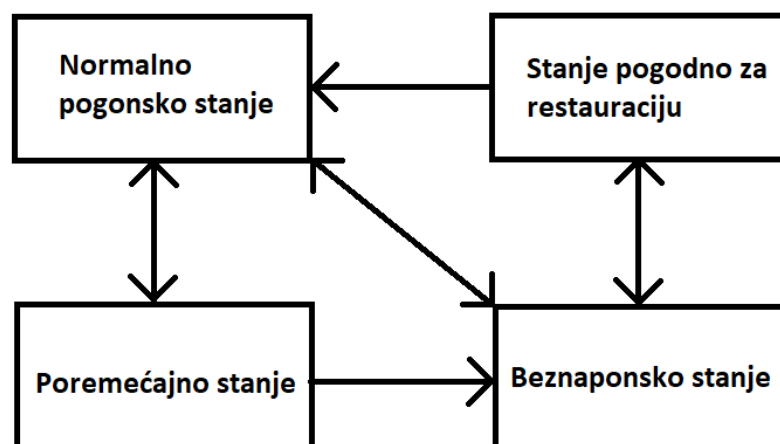 Normalno
pogonsko stanje
Stanje pogodno za
restauraciju
Poremećajno stanje
Beznaponsko stanje